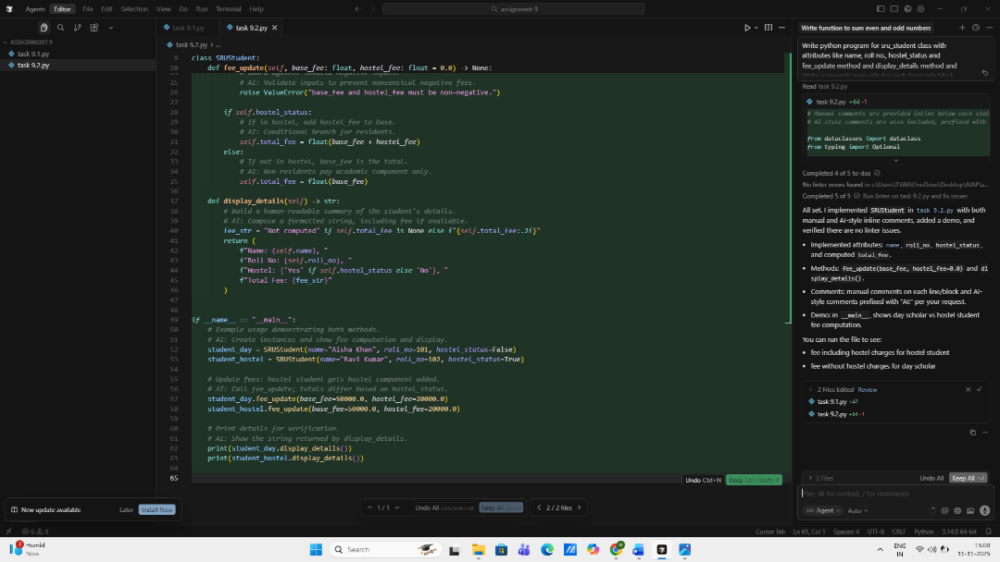 Agents Editor File Edit Selection View Go Run Terminal Help
assignment 9
ASSIGNMENT 9
task 9.1.py
task 9.2.py
task 9.1.py task 9.2.py
task 9.2.py > ...
9 class SRUStudent:
20 def fee_update(self, base_fee: float, hostel_fee: float = 0.0) -> None:
25 # AI: Validate inputs to prevent nonsensical negative fees.
26 raise ValueError("base_fee and hostel_fee must be non-negative.")
27
28 if self.hostel_status:
29 # If in hostel, add hostel fee to base.
30 # AI: Conditional branch for residents.
31 self.total_fee = float(base_fee + hostel_fee)
32 else:
33 # If not in hostel, base_fee is the total.
34 # AI: Non-residents pay academic component only.
35 self.total_fee = float(base_fee)
36
37 def display_details(self) -> str:
38 # Build a human-readable summary of the student's details.
39 # AI: Compose a formatted string, including fee if available.
40 fee_str = "Not computed" if self.total_fee is None else f"{self.total_fee:.2f}"
41 return (
42 f"Name: {self.name}, "
43 f"Roll No: {self.roll_no}, "
44 f"Hostel: {'Yes' if self.hostel_status else 'No'}, "
45 f"Total Fee: {fee_str}"
46 )
47
48
49 if __name__ == "__main__":
50 # Example usage demonstrating both methods.
51 # AI: Create instances and show fee computation and display.
52 student_day = SRUStudent(name="Aisha Khan", roll_no=101, hostel_status=False)
53 student_hostel = SRUStudent(name="Ravi Kumar", roll_no=102, hostel_status=True)
54
55 # Update fees: hostel student gets hostel component added.
56 # AI: Call fee_update; totals differ based on hostel_status.
57 student_day.fee_update(base_fee=50000.0, hostel_fee=20000.0)
58 student_hostel.fee_update(base_fee=50000.0, hostel_fee=20000.0)
59
60 # Print details for verification.
61 # AI: Show the string returned by display_details.
62 print(student_day.display_details())
63 print(student_hostel.display_details())
64
65
Undo Ctrl+N Keep Ctrl+Shift+Y
1 / 1 Undo All Keep All 2 / 2 files
Write function to sum even and odd numbers
Write python program for sru_student class with
attributes like name, roll no, hostel_status and
fee_update method and display_details method and
Write comments manually for each line/code block
Read task 9.2.py
task 9.2.py +64 -1
# Manual comments are provided inline below each stat
# AI-style comments are also included, prefixed with
from dataclasses import dataclass
from typing import Optional
Completed 4 of 5 to-dos
No linter errors found in c:\Users\TVAB\OneDrive\Desktop\AIAP\a...
Completed 5 of 5 Run linter on task 9.2.py and fix issues
All set. I implemented SRUStudent in task 9.2.py with both
manual and AI-style inline comments, added a demo, and
verified there are no linter issues.
• Implemented attributes: name, roll_no, hostel_status,
and computed total_fee.
• Methods: fee_update(base_fee, hostel_fee=0.0) and di
splay_details().
• Comments: manual comments on each line/block and AI-
style comments prefixed with "AI:" per your request.
• Demo: in __main__, shows day scholar vs hostel student
fee computation.
You can run the file to see:
• fee including hostel charges for hostel student
• fee without hostel charges for day scholar
2 Files Edited Review
task 9.1.py +42
task 9.2.py +64 -1
2 Files Undo All Keep All
Plan, @ for context, / for commands
Agent Auto
New update available Later Install Now
0 0 Cursor Tab Ln 65, Col 1 Spaces: 4 UTF-8 CRLF Python 3.14.0 64-bit
7 Humid
Now
Search
ENG
IN
15:00
11-11-2025